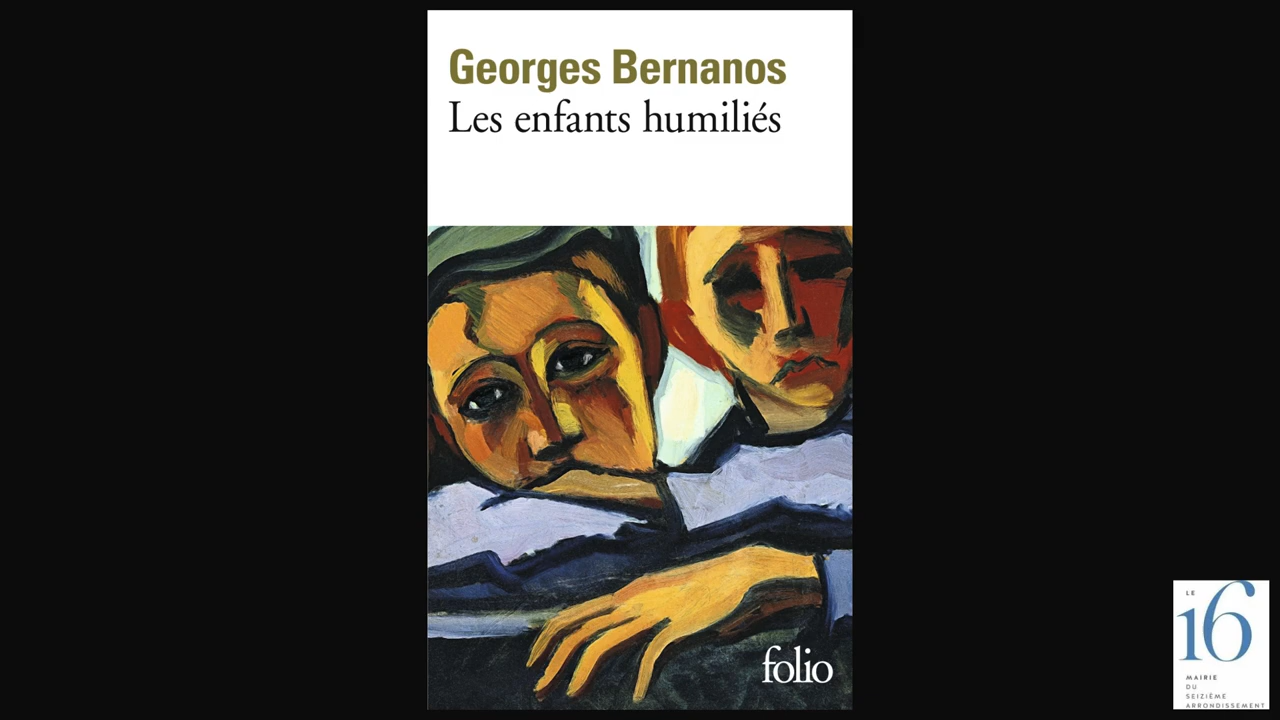 Georges Bernanos
Les enfants humiliés
folio
LE
16
MAIRIE
DU
SEIZIÈME
ARRONDISSEMENT